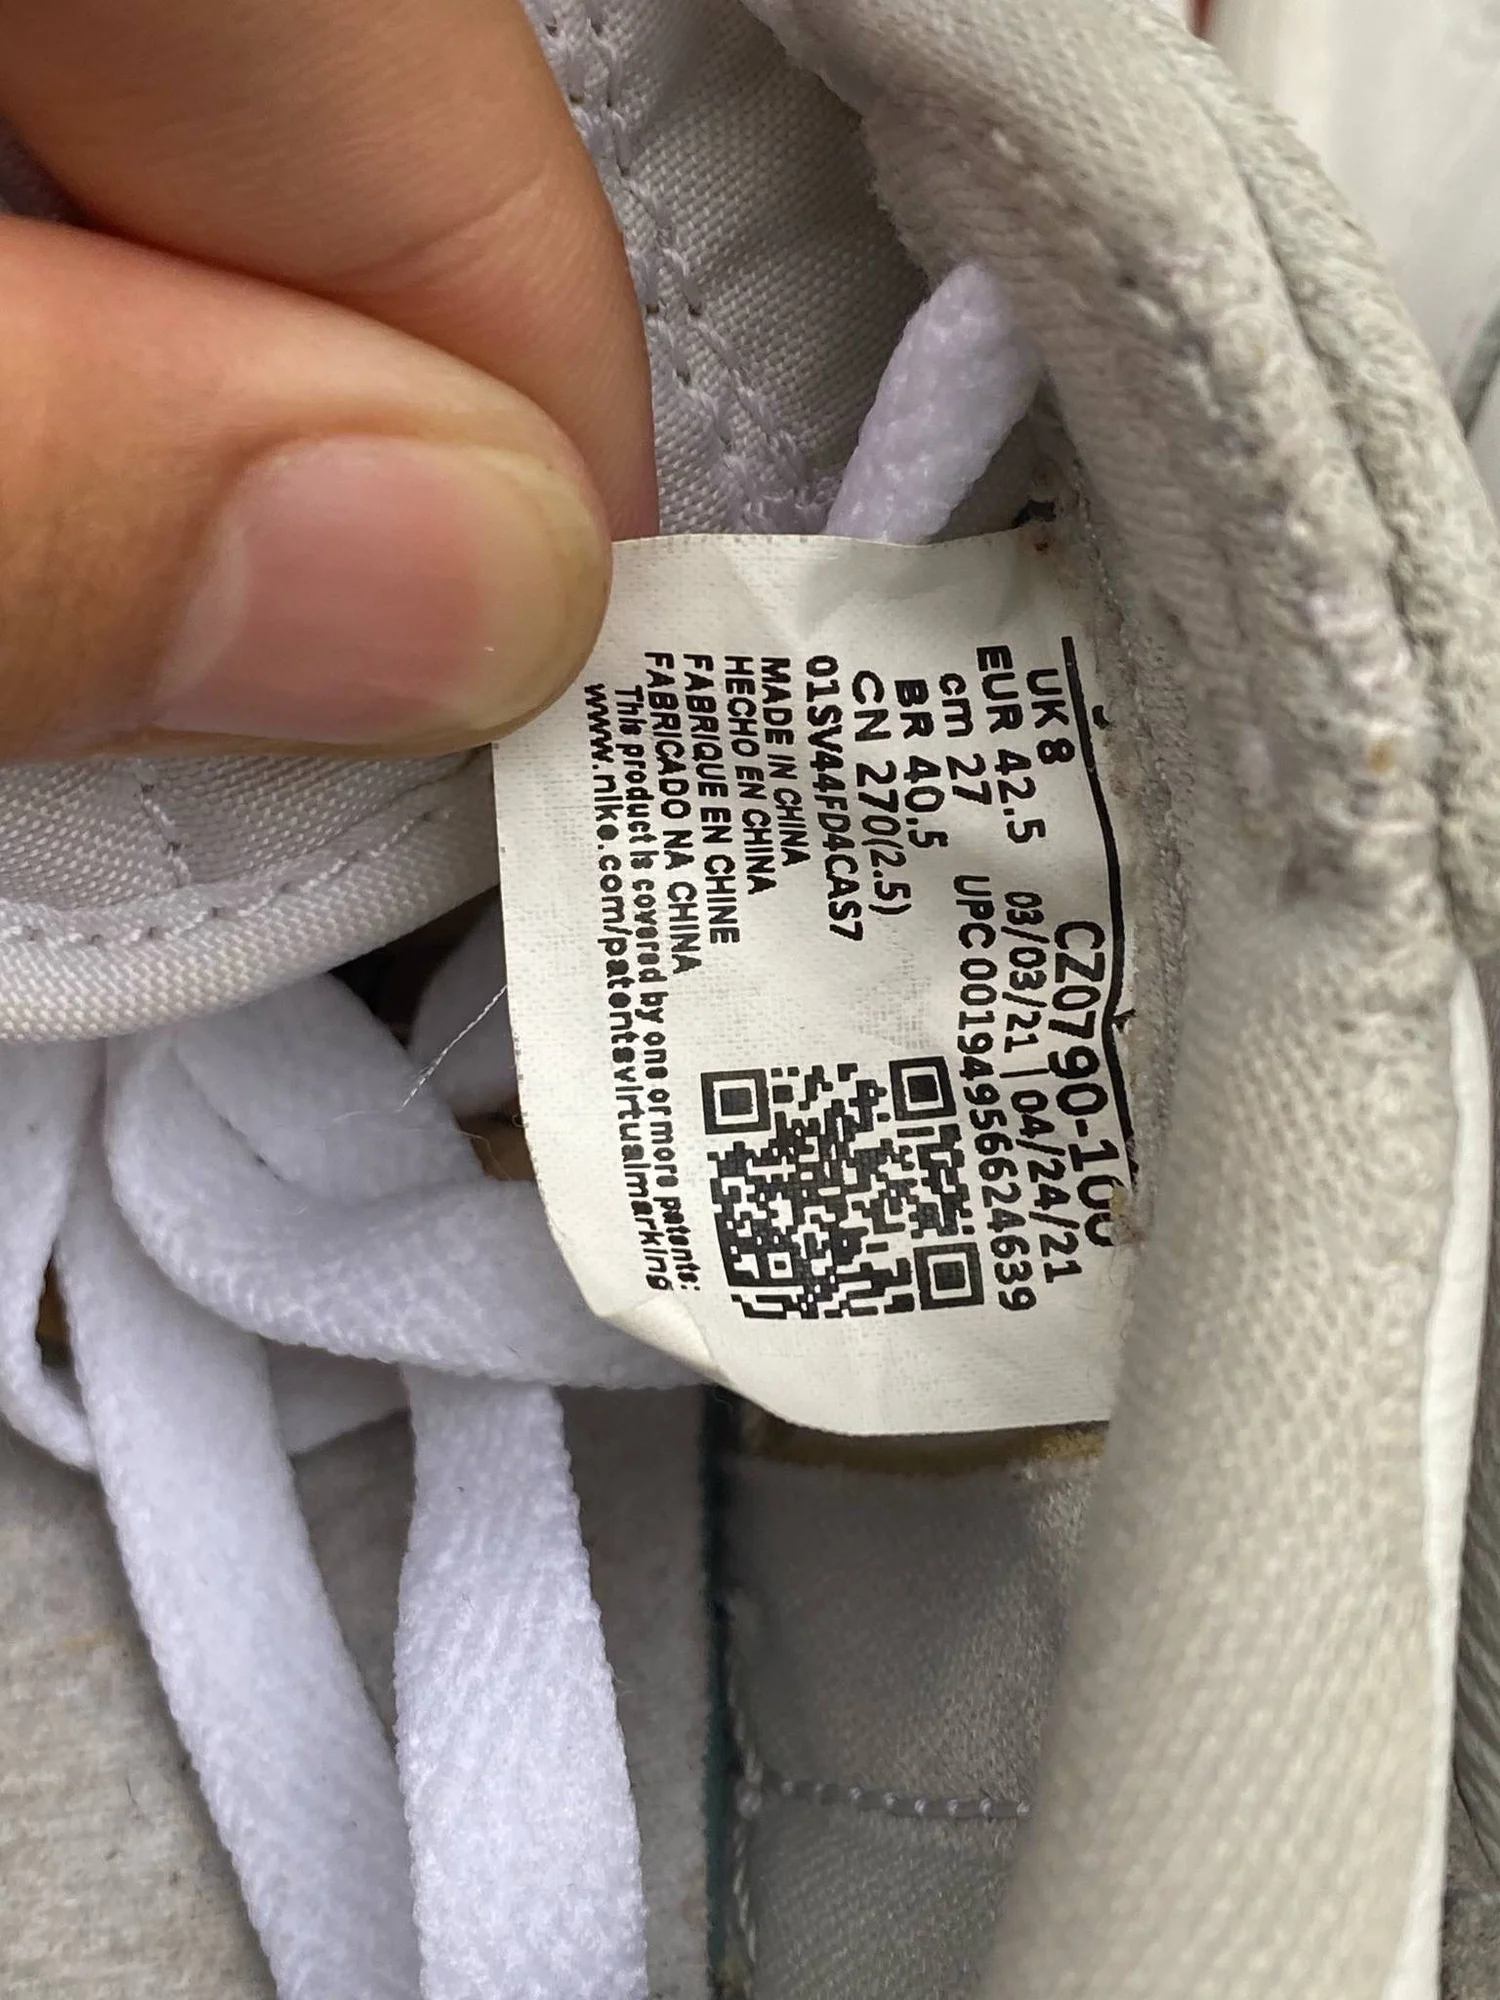 UK 8
EUR 42.5
cm 27
BR 40.5
CN 270(2.5)
01SV44FD4CAS7
CZ0790-100
03/03/21 | 04/24/21
UPC 00194956624639
MADE IN CHINA
HECHO EN CHINA
FABRIQUE EN CHINE
FABRICADO NA CHINA
This product is covered by one or more patents:
www.nike.com/patentsvirtualmarking